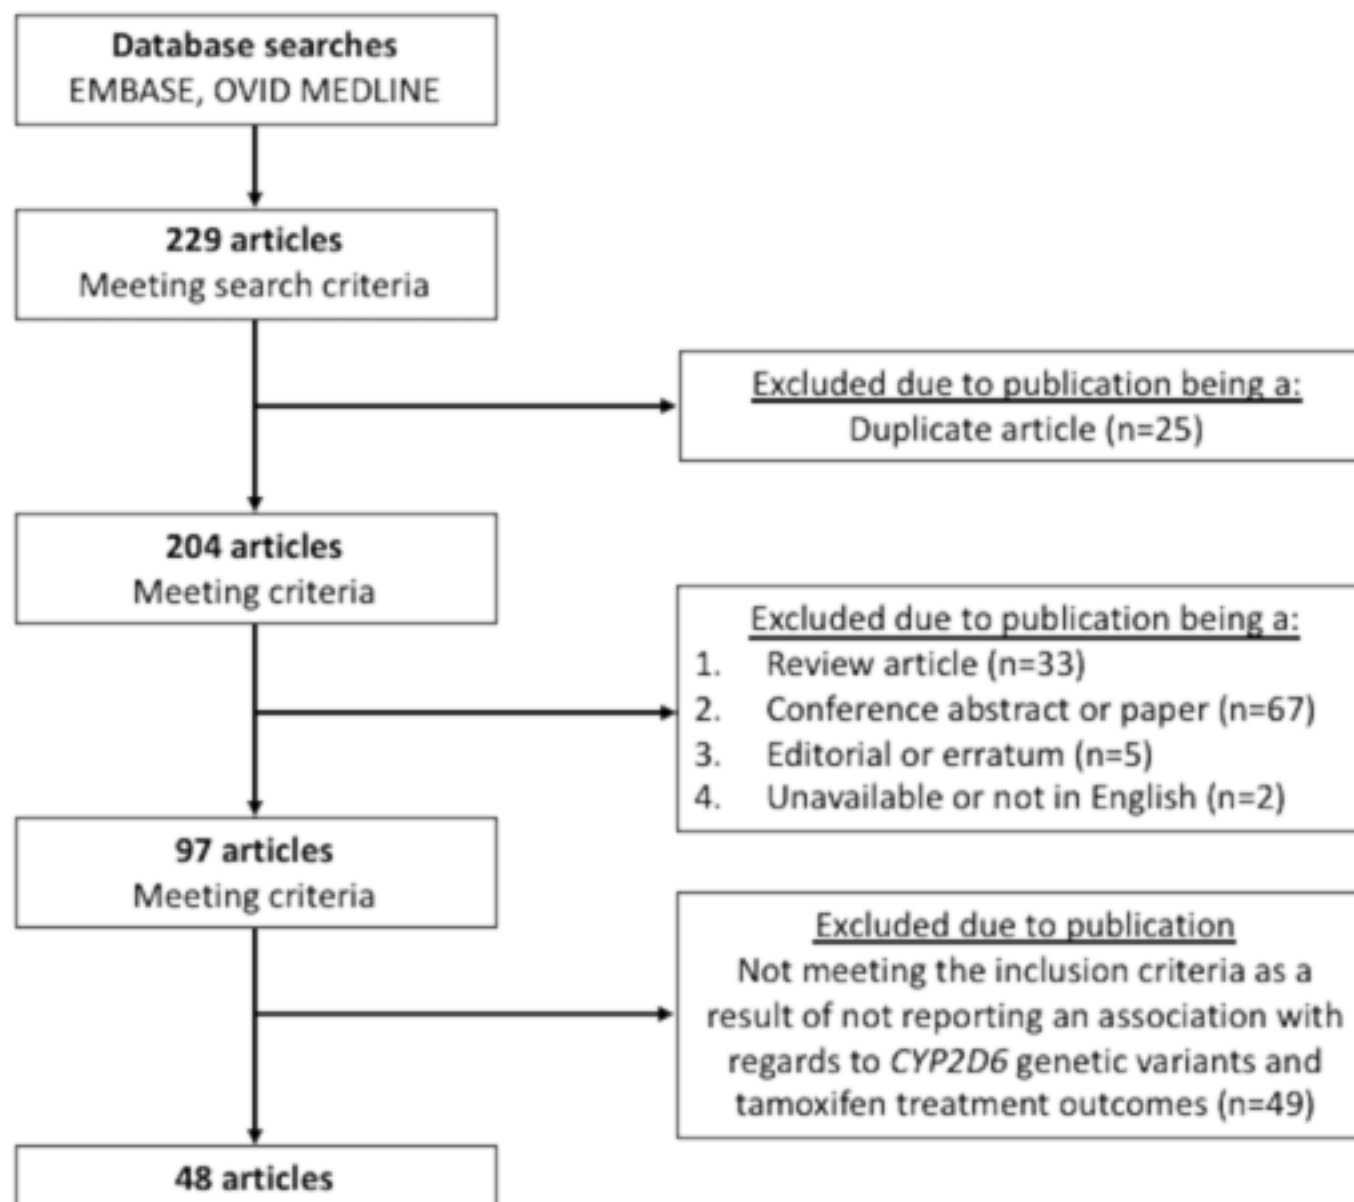 Database searches
EMBASE, OVID MEDLINE
229 articles
Meeting search criteria
Excluded due to publication being a:
Duplicate article (n=25)
204 articles
Meeting criteria
Excluded due to publication being a:
1. Review article (n=33)
2. Conference abstract or paper (n=67)
3. Editorial or erratum (n=5)
4. Unavailable or not in English (n=2)
97 articles
Meeting criteria
Excluded due to publication
Not meeting the inclusion criteria as a
result of not reporting an association with
regards to CYP2D6 genetic variants and
tamoxifen treatment outcomes (n=49)
48 articles